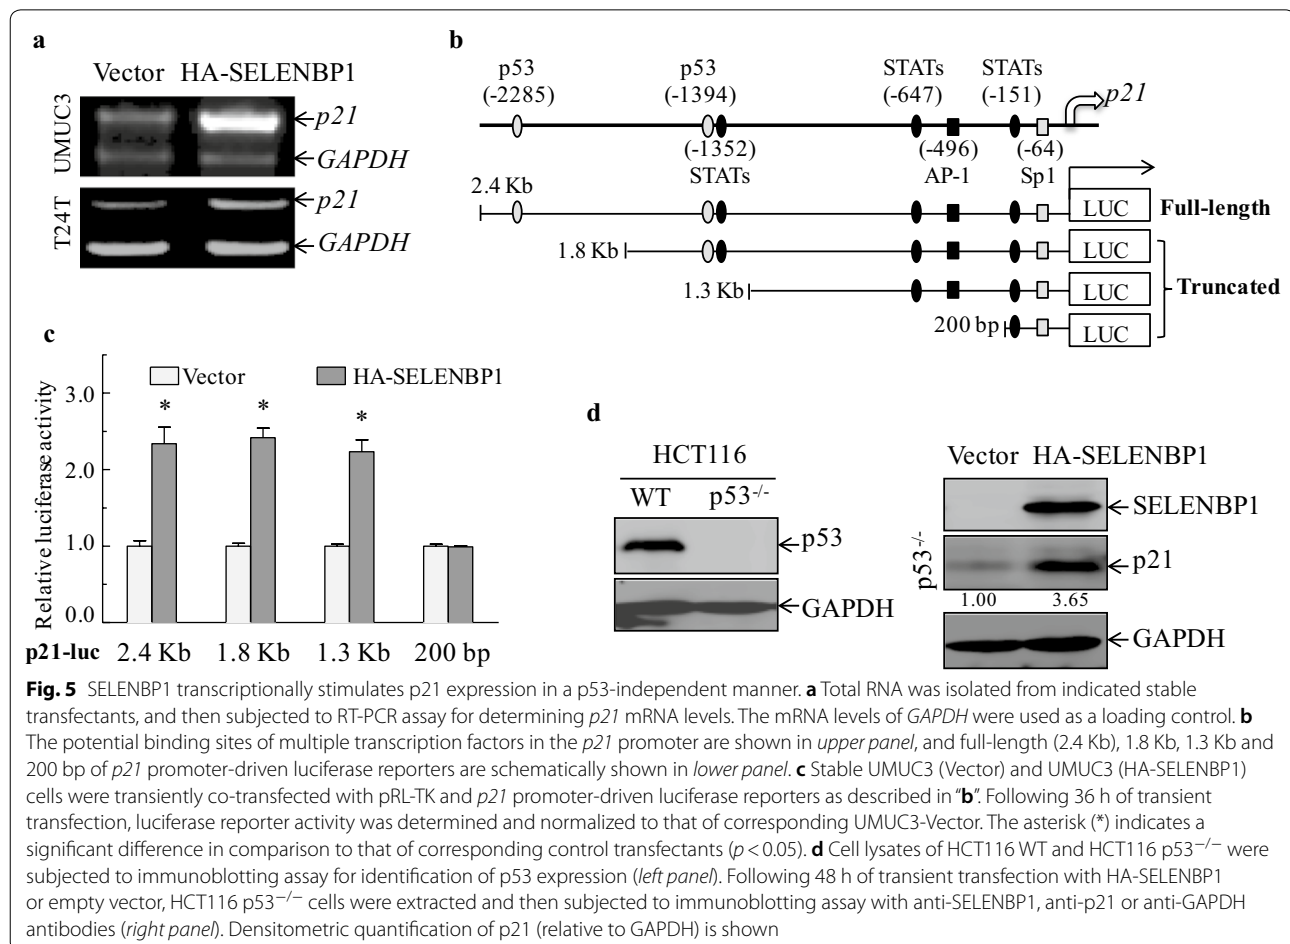 a
Vector HA-SELENBP1
UMUC3
p21
GAPDH
T24T
p21
GAPDH
b
p53 p53 STATs STATs
(-2285) (-1394) (-647) (-151) p21
(-1352) (-496) (-64)
STATs AP-1 Sp1
2.4 Kb LUC Full-length
1.8 Kb LUC
1.3 Kb LUC Truncated
200 bp LUC
c
Vector HA-SELENBP1
Relative luciferase activity
3.0
2.0
1.0
0.0
* * *
p21-luc 2.4 Kb 1.8 Kb 1.3 Kb 200 bp
d
HCT116
WT p53-/-
p53
GAPDH
Vector HA-SELENBP1
p53-/-
SELENBP1
p21
1.00 3.65
GAPDH
Fig. 5 SELENBP1 transcriptionally stimulates p21 expression in a p53-independent manner. a Total RNA was isolated from indicated stable
transfectants, and then subjected to RT-PCR assay for determining p21 mRNA levels. The mRNA levels of GAPDH were used as a loading control. b
The potential binding sites of multiple transcription factors in the p21 promoter are shown in upper panel, and full-length (2.4 Kb), 1.8 Kb, 1.3 Kb and
200 bp of p21 promoter-driven luciferase reporters are schematically shown in lower panel. c Stable UMUC3 (Vector) and UMUC3 (HA-SELENBP1)
cells were transiently co-transfected with pRL-TK and p21 promoter-driven luciferase reporters as described in “b”. Following 36 h of transient
transfection, luciferase reporter activity was determined and normalized to that of corresponding UMUC3-Vector. The asterisk (*) indicates a
significant difference in comparison to that of corresponding control transfectants (p < 0.05). d Cell lysates of HCT116 WT and HCT116 p53−/− were
subjected to immunoblotting assay for identification of p53 expression (left panel). Following 48 h of transient transfection with HA-SELENBP1
or empty vector, HCT116 p53−/− cells were extracted and then subjected to immunoblotting assay with anti-SELENBP1, anti-p21 or anti-GAPDH
antibodies (right panel). Densitometric quantification of p21 (relative to GAPDH) is shown